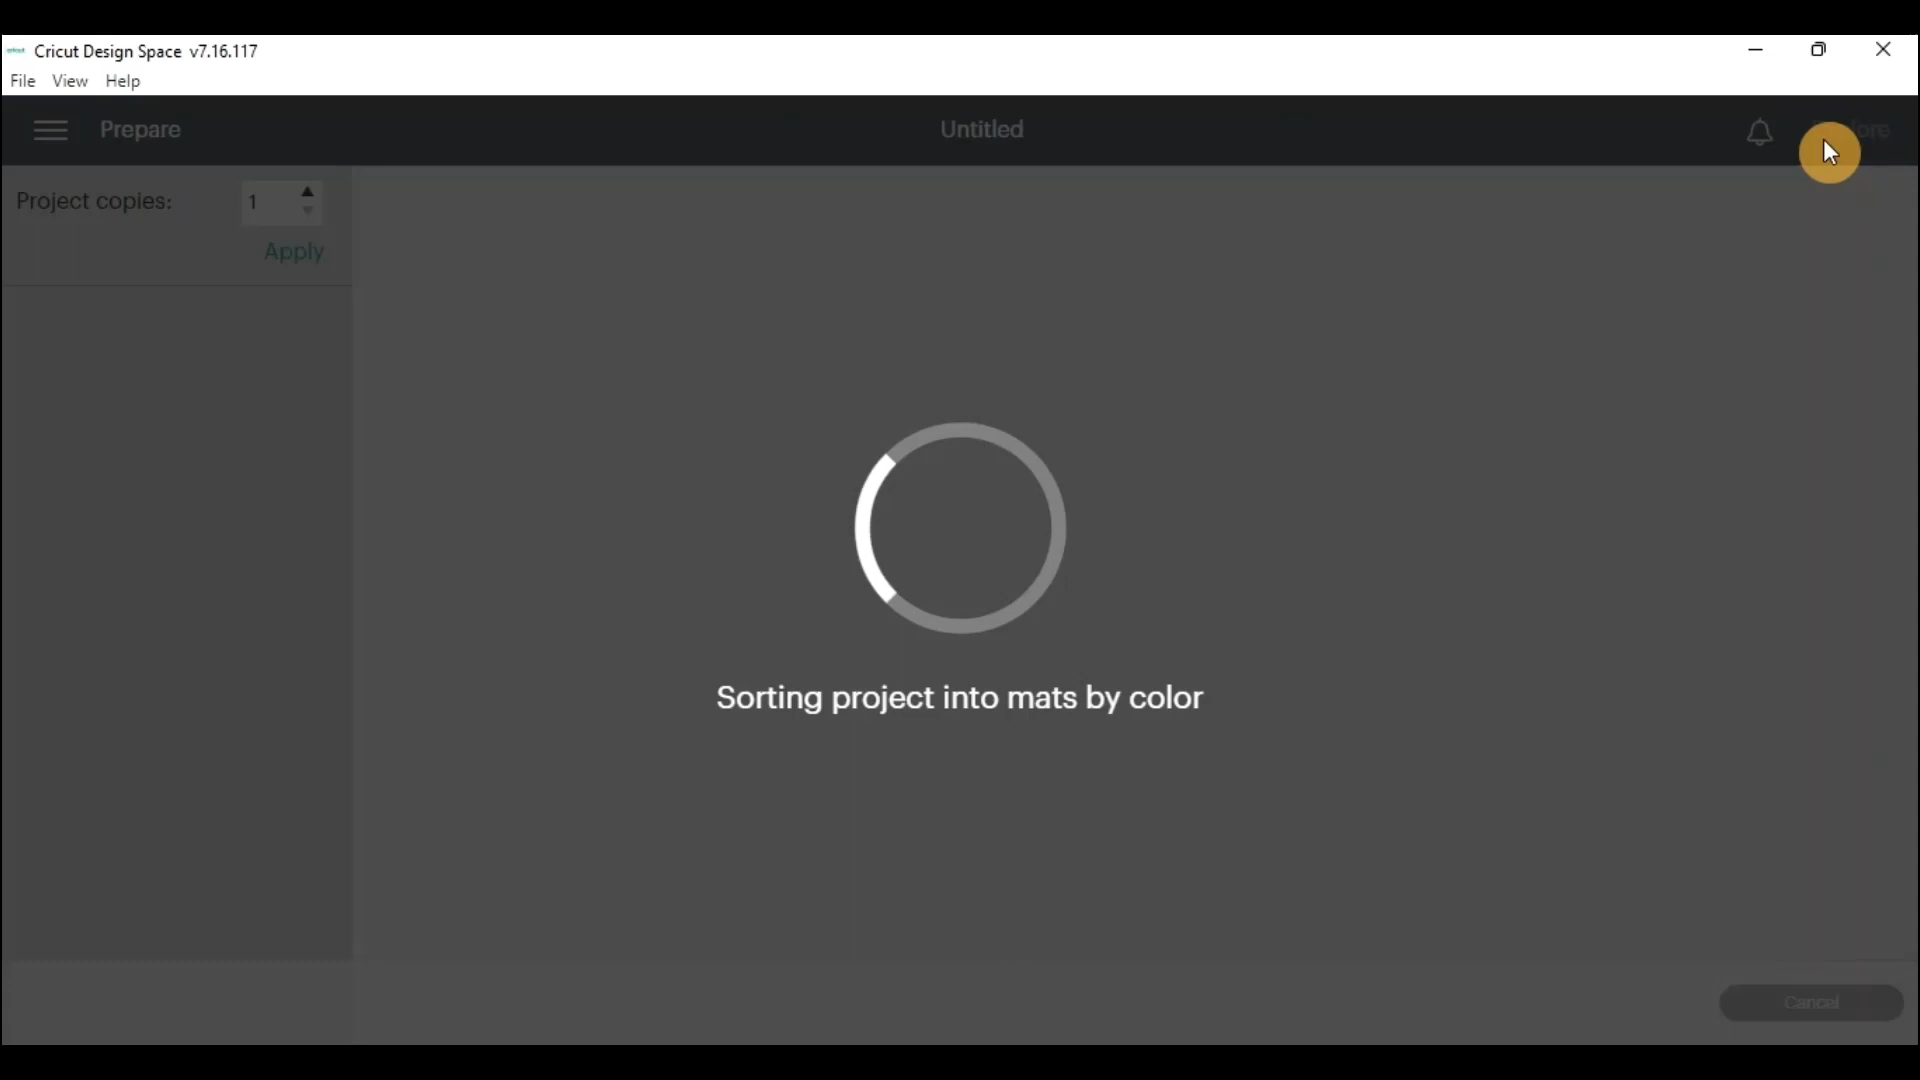 Cricut Design Space v7.16.117
File View Help
Prepare
Untitled
Project copies:
1
Apply
Sorting project into mats by color
Cancel